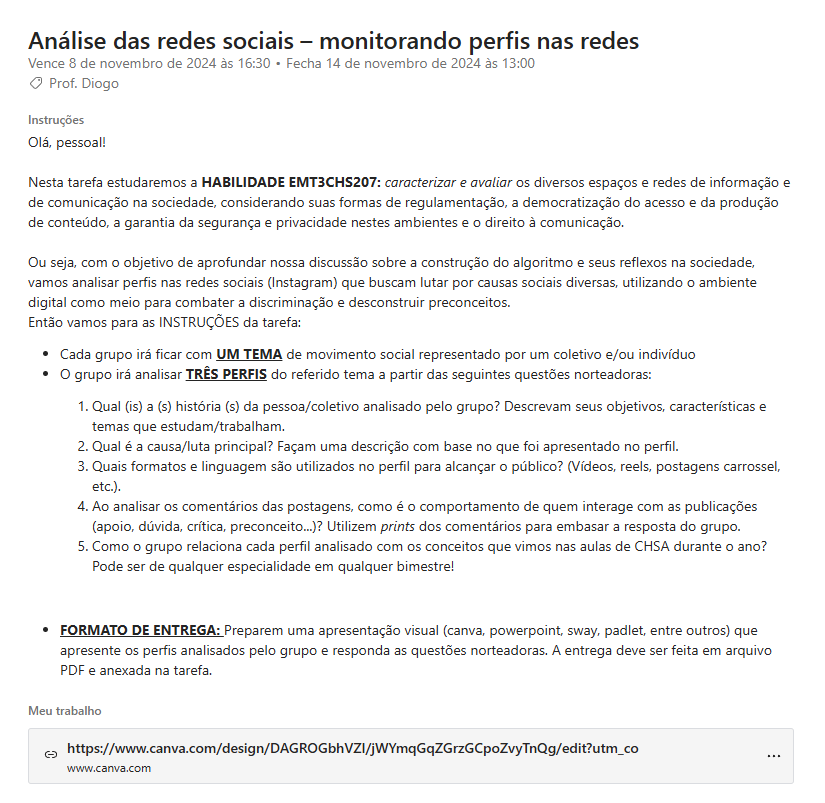 Análise das redes sociais – monitorando perfis nas redes
Vence 8 de novembro de 2024 às 16:30 • Fecha 14 de novembro de 2024 às 13:00
Prof. Diogo
Instruções
Olá, pessoal!
Nesta tarefa estudaremos a HABILIDADE EMT3CHS207: caracterizar e avaliar os diversos espaços e redes de informação e
de comunicação na sociedade, considerando suas formas de regulamentação, a democratização do acesso e da produção
de conteúdo, a garantia da segurança e privacidade nestes ambientes e o direito à comunicação.
Ou seja, com o objetivo de aprofundar nossa discussão sobre a construção do algoritmo e seus reflexos na sociedade,
vamos analisar perfis nas redes sociais (Instagram) que buscam lutar por causas sociais diversas, utilizando o ambiente
digital como meio para combater a discriminação e desconstruir preconceitos.
Então vamos para as INSTRUÇÕES da tarefa:
• Cada grupo irá ficar com UM TEMA de movimento social representado por um coletivo e/ou indivíduo
• O grupo irá analisar TRÊS PERFIS do referido tema a partir das seguintes questões norteadoras:
1. Qual (is) a (s) história (s) da pessoa/coletivo analisado pelo grupo? Descrevam seus objetivos, características e
temas que estudam/trabalham.
2. Qual é a causa/luta principal? Façam uma descrição com base no que foi apresentado no perfil.
3. Quais formatos e linguagem são utilizados no perfil para alcançar o público? (Vídeos, reels, postagens carrossel,
etc.).
4. Ao analisar os comentários das postagens, como é o comportamento de quem interage com as publicações
(apoio, dúvida, crítica, preconceito...)? Utilizem prints dos comentários para embasar a resposta do grupo.
5. Como o grupo relaciona cada perfil analisado com os conceitos que vimos nas aulas de CHSA durante o ano?
Pode ser de qualquer especialidade em qualquer bimestre!
• FORMATO DE ENTREGA: Preparem uma apresentação visual (canva, powerpoint, sway, padlet, entre outros) que
apresente os perfis analisados pelo grupo e responda as questões norteadoras. A entrega deve ser feita em arquivo
PDF e anexada na tarefa.
Meu trabalho
https://www.canva.com/design/DAGROGbhVZI/jWYmqGqZGrzGCpoZvyTnQg/edit?utm_co
www.canva.com